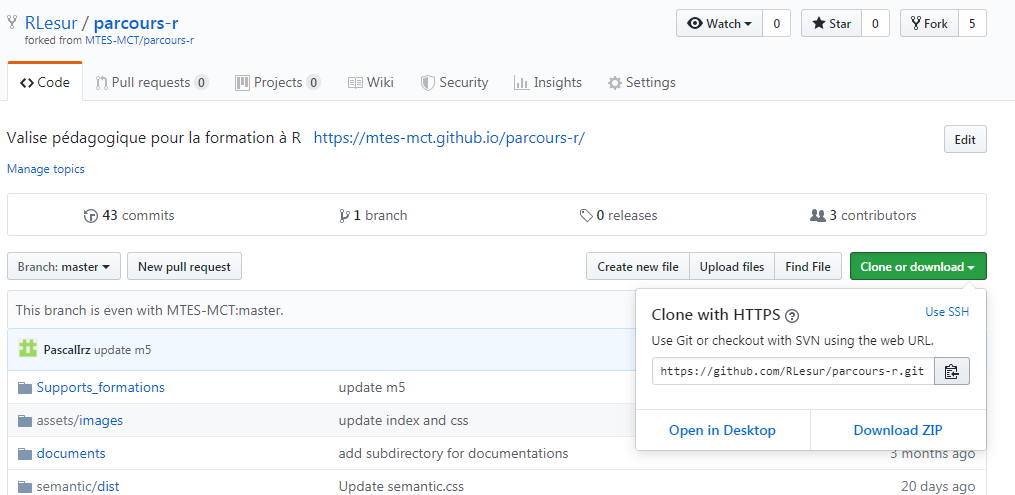 RLesur / parcours-r
forked from MTES-MCT/parcours-r
Watch 0 Star 0 Fork 5
Code Pull requests 0 Projects 0 Wiki Security Insights Settings
Valise pédagogique pour la formation à R https://mtes-mct.github.io/parcours-r/
Edit
Manage topics
43 commits 1 branch 0 releases 3 contributors
Branch: master New pull request Create new file Upload files Find File Clone or download
This branch is even with MTES-MCT:master.
Clone with HTTPS Use SSH
Use Git or checkout with SVN using the web URL.
https://github.com/RLesur/parcours-r.git
Open in Desktop Download ZIP
PascalIrz update m5
Supports_formations update m5
assets/images update index and css
documents add subdirectory for documentations 3 months ago
semantic/dist Update semantic.css 20 days ago